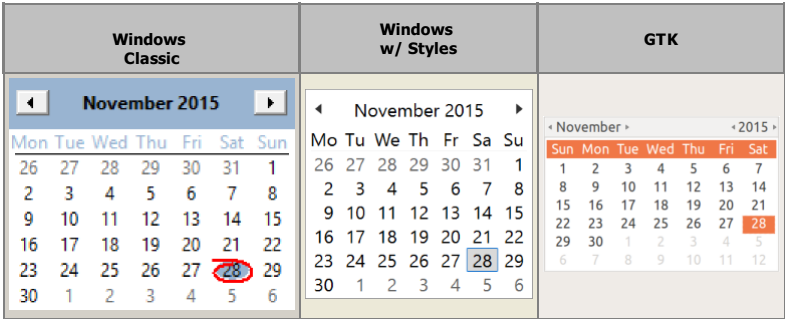 Windows
Classic
Windows
w/ Styles
GTK
November 2015
Mon Tue Wed Thu Fri Sat Sun
26 27 28 29 30 31 1
2 3 4 5 6 7 8
9 10 11 12 13 14 15
16 17 18 19 20 21 22
23 24 25 26 27 28 29
30 1 2 3 4 5 6
November 2015
Mo Tu We Th Fr Sa Su
26 27 28 29 30 31 1
2 3 4 5 6 7 8
9 10 11 12 13 14 15
16 17 18 19 20 21 22
23 24 25 26 27 28 29
30 1 2 3 4 5 6
November 2015
Sun Mon Tue Wed Thu Fri Sat
1 2 3 4 5 6 7
8 9 10 11 12 13 14
15 16 17 18 19 20 21
22 23 24 25 26 27 28
29 30 1 2 3 4 5
6 7 8 9 10 11 12